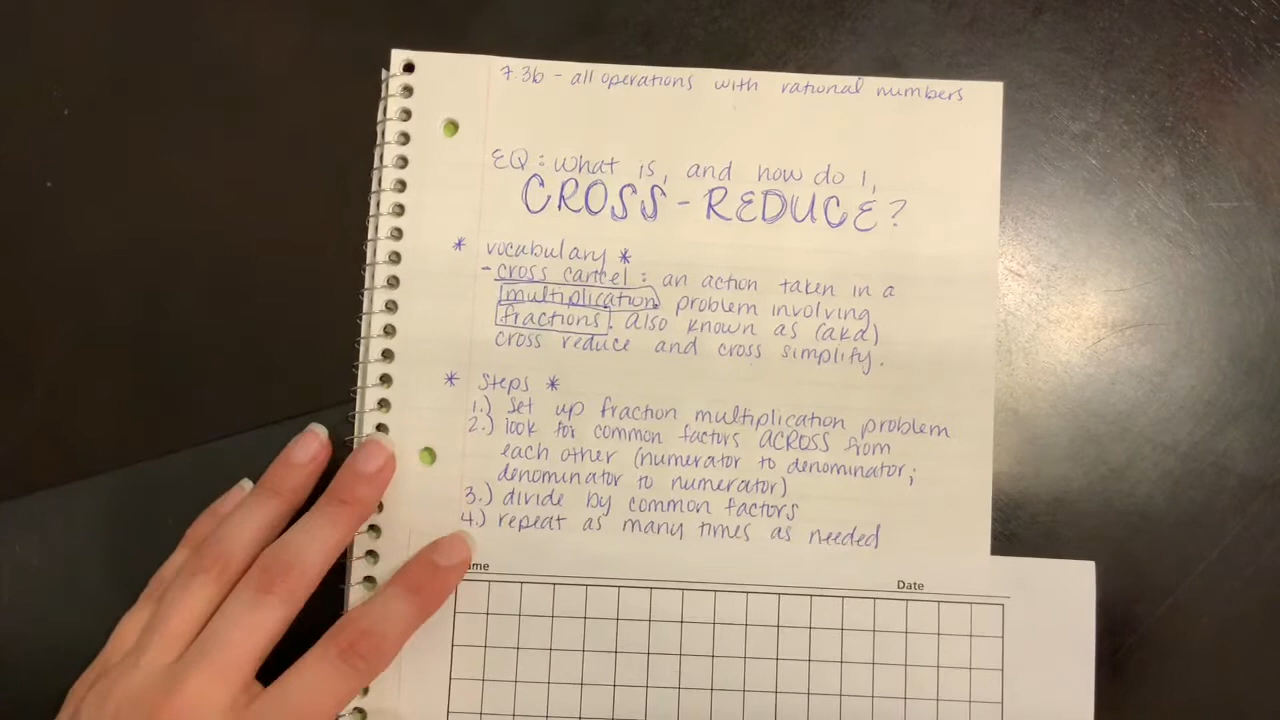 7.3b - all operations with rational numbers
EQ: what is, and how do I,
CROSS-REDUCE?
* vocabulary *
- cross cancel: an action taken in a
multiplication problem involving
fractions. also known as (aka)
cross reduce and cross simplify.
* steps *
1.) set up fraction multiplication problem
2.) look for common factors ACROSS from
each other (numerator to denominator;
denominator to numerator)
3.) divide by common factors
4.) repeat as many times as needed
Date